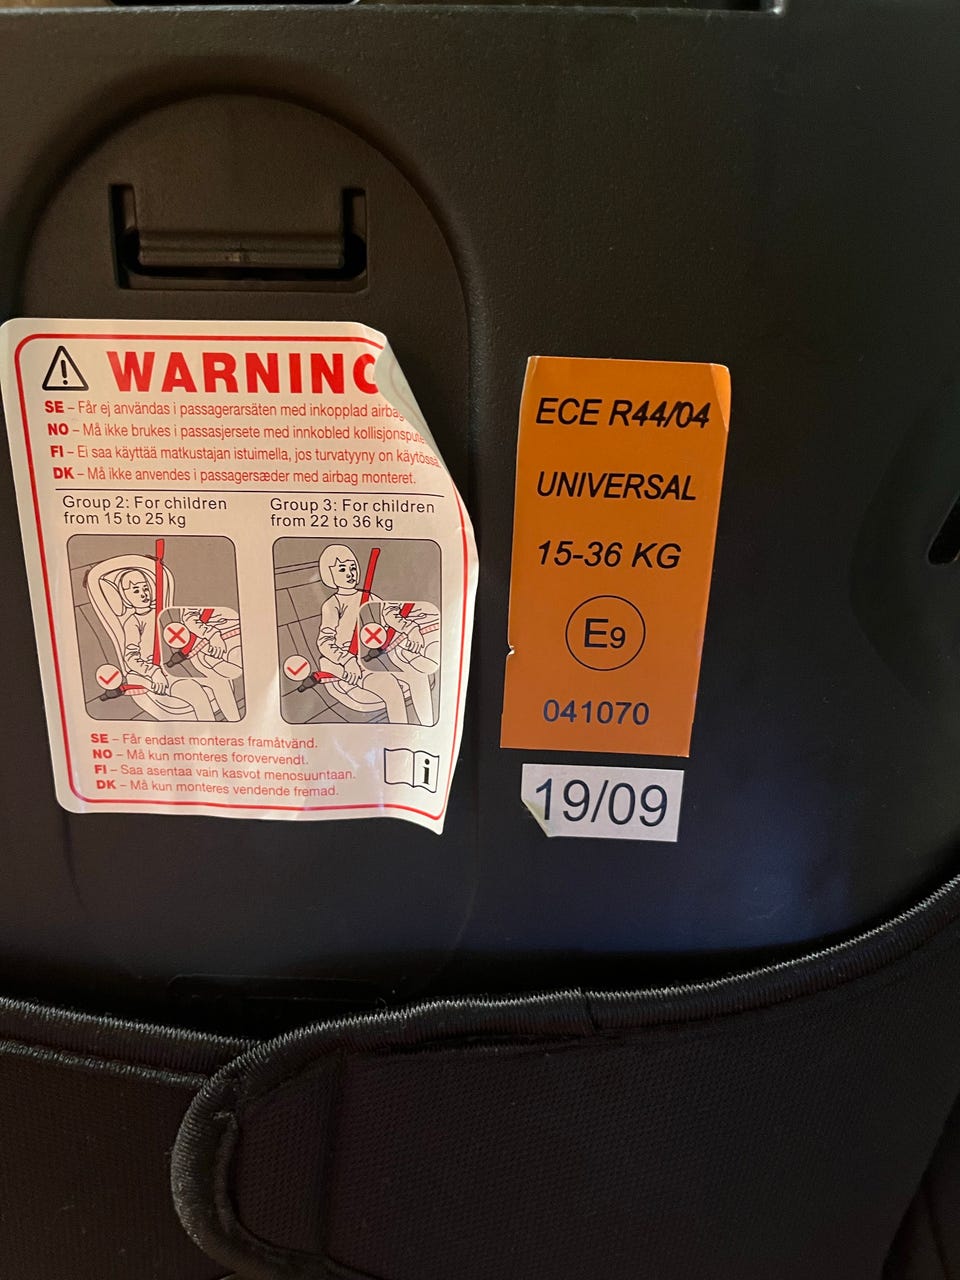 WARNING
SE – Får ej användas i passagerarsäten med inkopplad
NO – Må ikke brukes i passasjersete med innkobled
FI – Ei saa käyttää matkustajan istuimella, jos turvatyyny on
DK – Må ikke anvendes i passagersæder med airbag monteret.
Group 2: For children
from 15 to 25 kg
Group 3: For children
from 22 to 36 kg
SE – Får endast monteras framåtvänd.
NO – Må kun monteres forovervendt.
FI – Saa asentaa vain kasvot menosuuntaan.
DK – Må kun monteres vendende fremad.
i
ECE R44/04
UNIVERSAL
15-36 KG
E9
041070
19/09